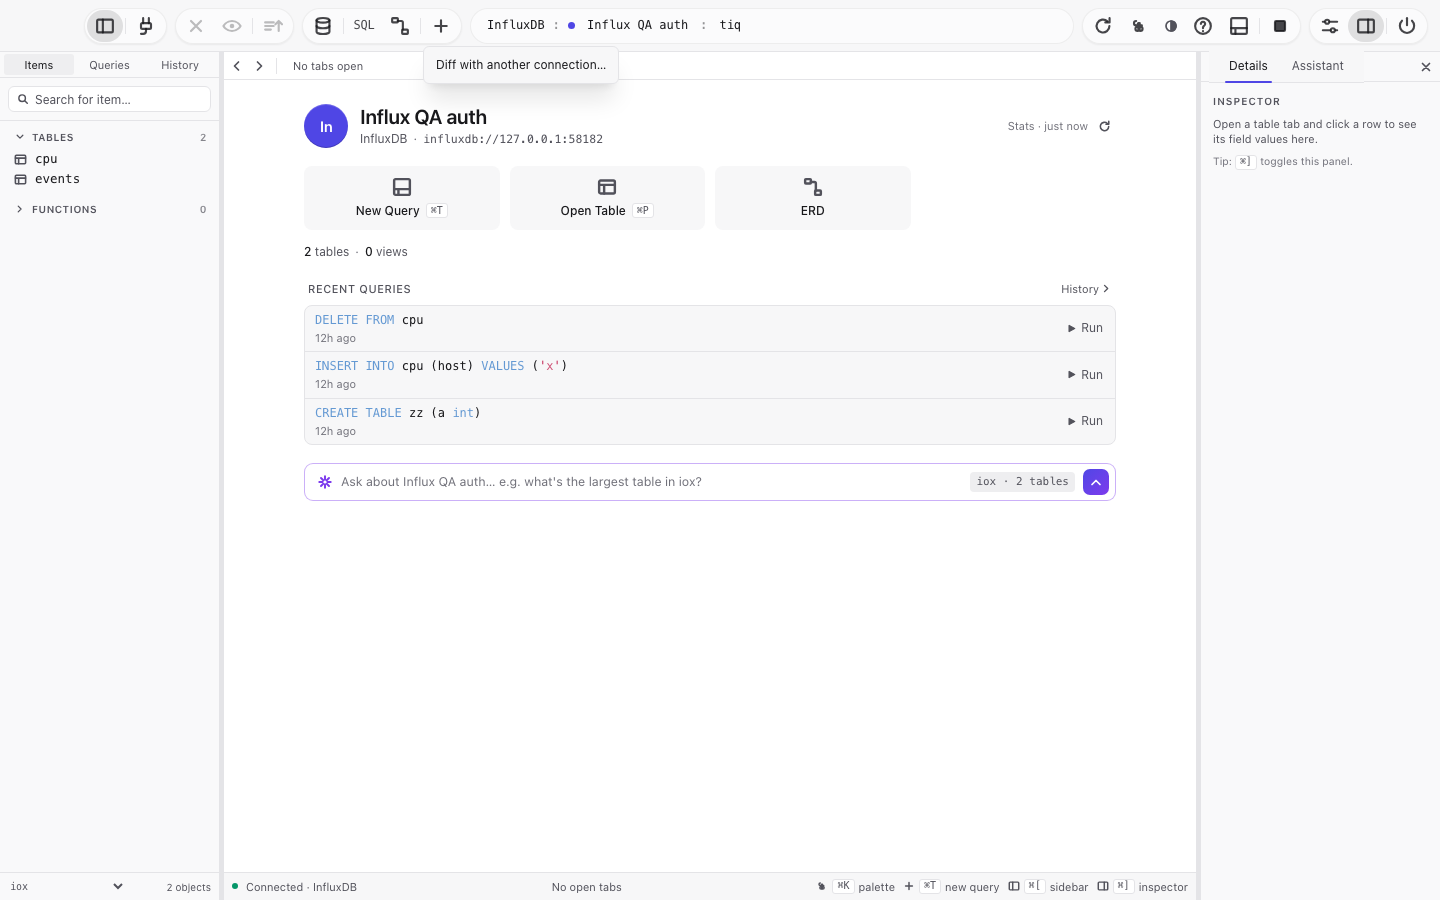 SQL
InfluxDB : Influx QA auth : tiq
Items Queries History
No tabs open
Diff with another connection...
Details Assistant
Search for item...
TABLES 2
cpu
events
FUNCTIONS 0
In
Influx QA auth
InfluxDB · influxdb://127.0.0.1:58182
Stats · just now
New Query ⌘T
Open Table ⌘P
ERD
2 tables · 0 views
RECENT QUERIES
History
DELETE FROM cpu
12h ago
Run
INSERT INTO cpu (host) VALUES ('x')
12h ago
Run
CREATE TABLE zz (a int)
12h ago
Run
Ask about Influx QA auth... e.g. what's the largest table in iox?
iox · 2 tables
INSPECTOR
Open a table tab and click a row to see
its field values here.
Tip: ⌘] toggles this panel.
iox
2 objects
Connected · InfluxDB
No open tabs
⌘K palette
⌘T new query
⌘[ sidebar
⌘] inspector